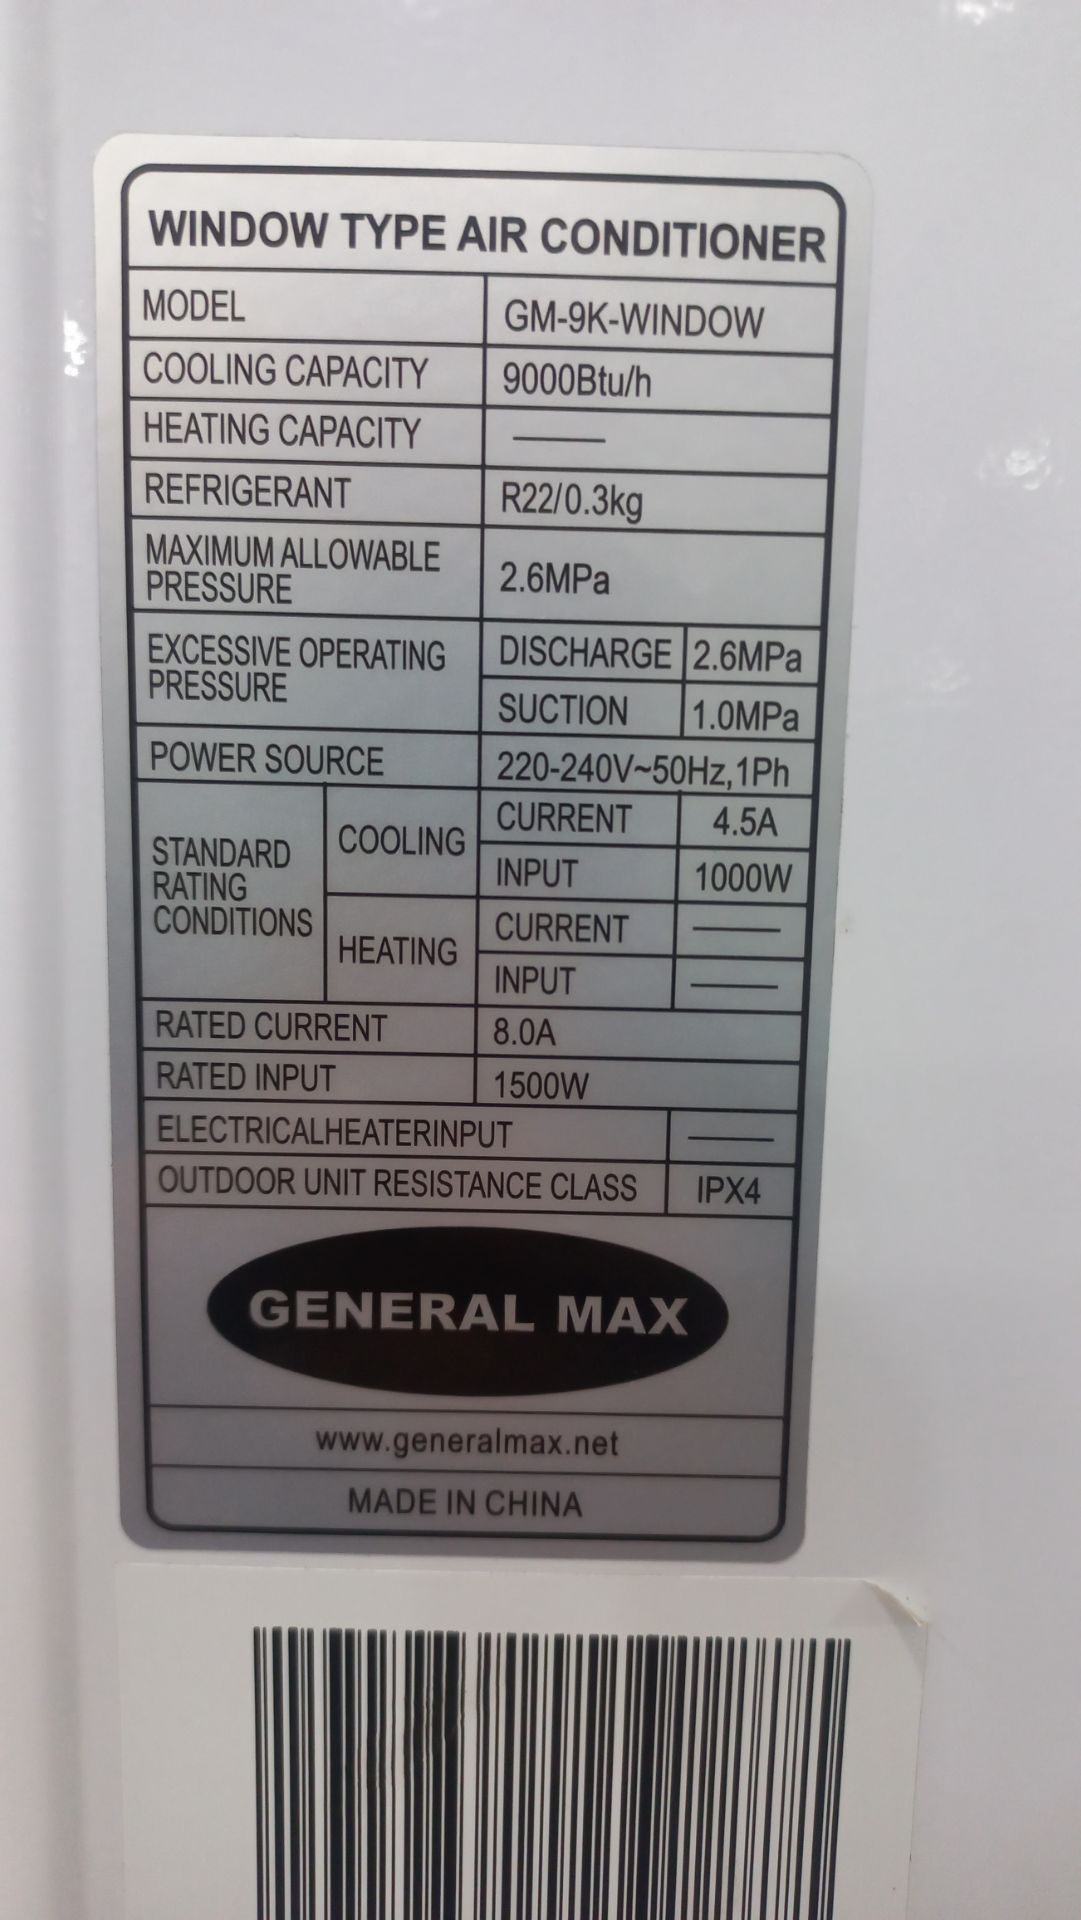 WINDOW TYPE AIR CONDITIONER
MODEL GM-9K-WINDOW
COOLING CAPACITY 9000Btu/h
HEATING CAPACITY ——
REFRIGERANT R22/0.3kg
MAXIMUM ALLOWABLE
PRESSURE
2.6MPa
EXCESSIVE OPERATING
PRESSURE
DISCHARGE 2.6MPa
SUCTION 1.0MPa
POWER SOURCE 220-240V~50Hz,1Ph
STANDARD
RATING
CONDITIONS
COOLING
CURRENT 4.5A
INPUT 1000W
HEATING
CURRENT ——
INPUT ——
RATED CURRENT 8.0A
RATED INPUT 1500W
ELECTRICALHEATERINPUT ——
OUTDOOR UNIT RESISTANCE CLASS IPX4
GENERAL MAX
www.generalmax.net
MADE IN CHINA